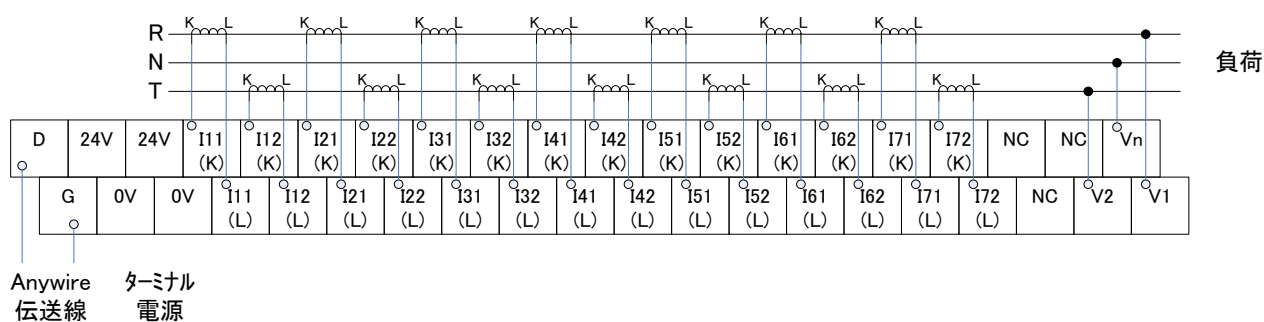 K L K L K L K L K L K L K L
R
N
負荷
K L K L K L K L K L K L K L
T
D 24V 24V I11 I12 I21 I22 I31 I32 I41 I42 I51 I52 I61 I62 I71 I72 NC NC Vn
(K) (K) (K) (K) (K) (K) (K) (K) (K) (K) (K) (K) (K) (K)
G 0V 0V I11 I12 I21 I22 I31 I32 I41 I42 I51 I52 I61 I62 I71 I72 NC V2 V1
(L) (L) (L) (L) (L) (L) (L) (L) (L) (L) (L) (L) (L) (L)
Anywire ターミナル
伝送線 電源